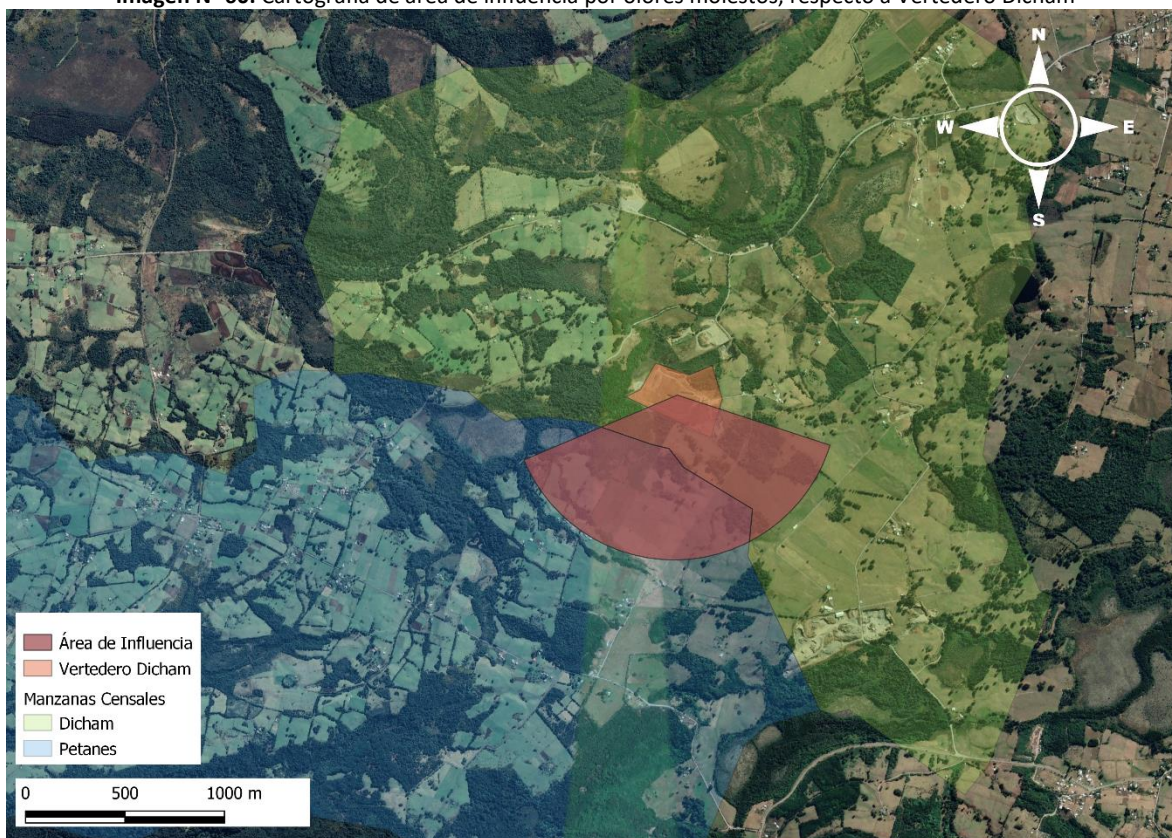 Imagen N° Cartografía de área de influencia por olores molestos, respecto a Vertedero Dicham
N
W E
S
Área de Influencia
Vertedero Dicham
Manzanas Censales
Dicham
Petanes
0 500 1000 m